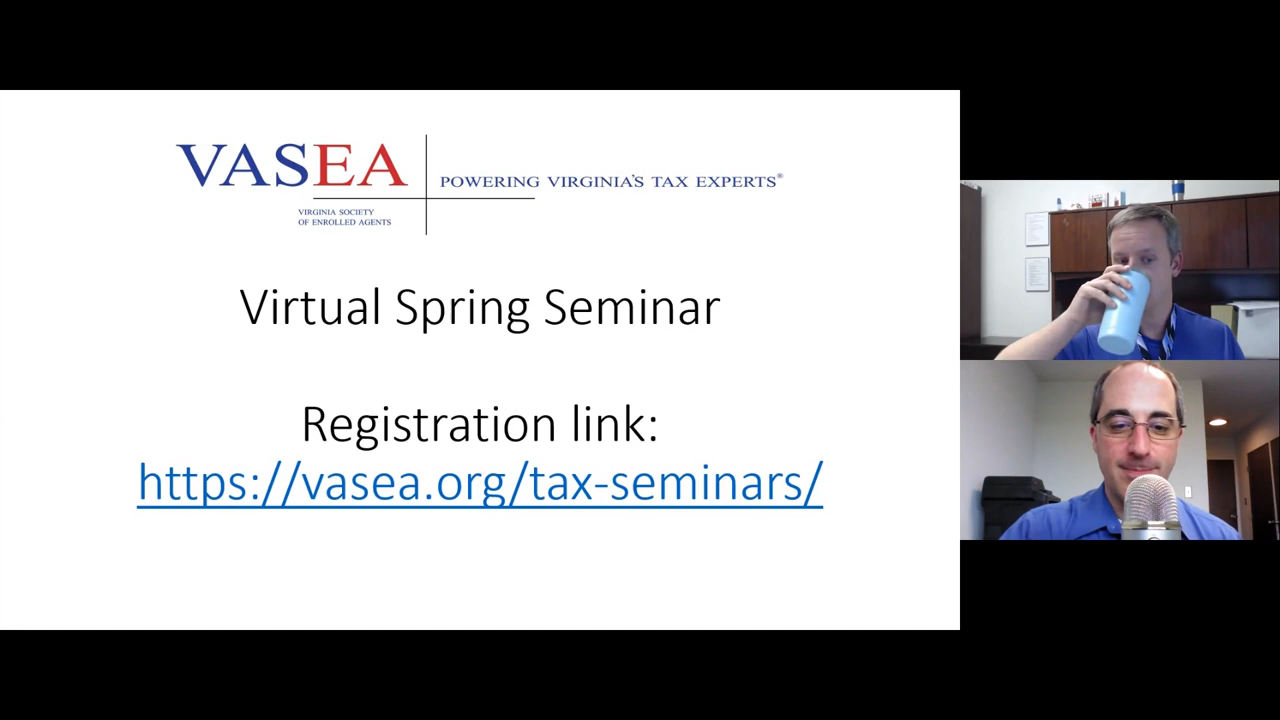 VASEA
POWERING VIRGINIA'S TAX EXPERTS®
VIRGINIA SOCIETY
OF ENROLLED AGENTS
Virtual Spring Seminar
Registration link:
https://vasea.org/tax-seminars/